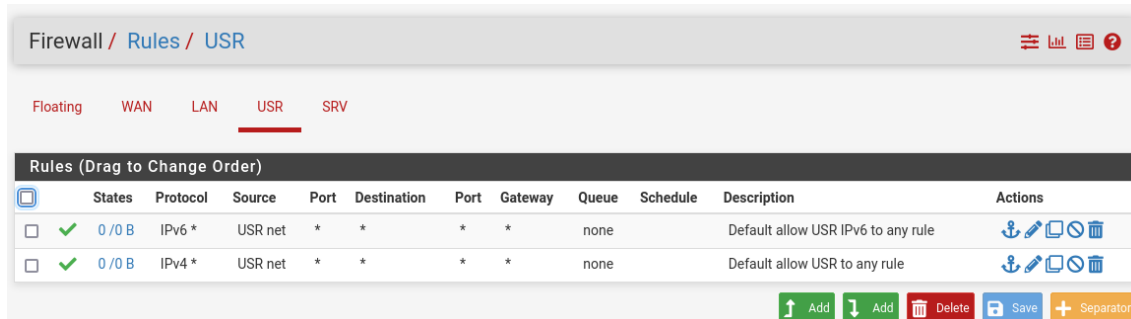 Firewall / Rules / USR
Floating WAN LAN USR SRV
Rules (Drag to Change Order)
States Protocol Source Port Destination Port Gateway Queue Schedule Description Actions
0 /0 B IPv6 * USR net * * * * none Default allow USR IPv6 to any rule
0 /0 B IPv4 * USR net * * * * none Default allow USR to any rule
Add Add Delete Save Separator